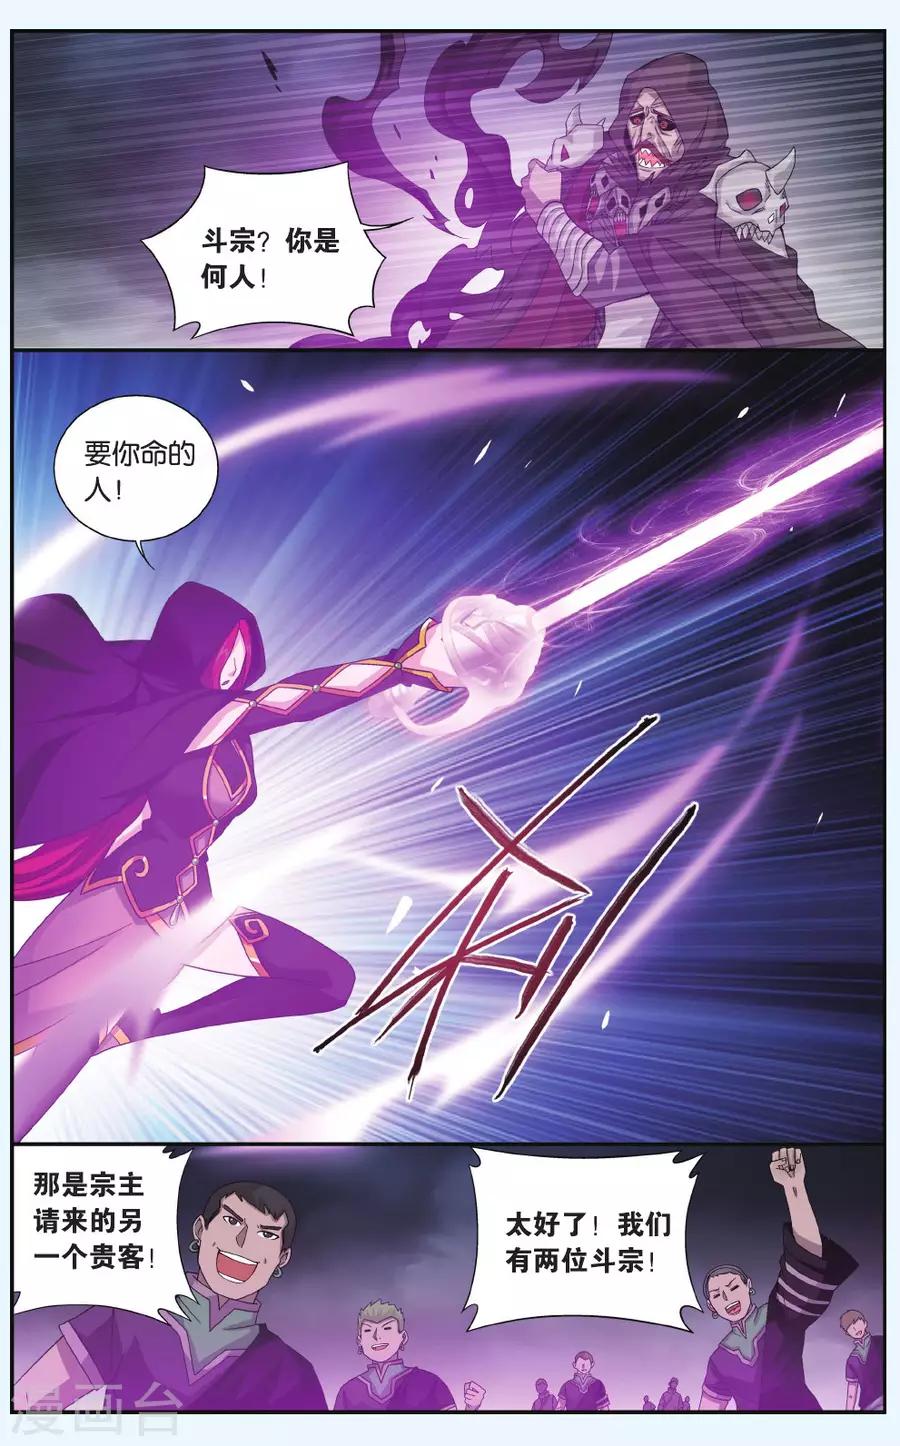 斗宗？你是
何人！
要你命的
人！
刷
那是宗主
请来的另
一个贵客！
太好了！我们
有两位斗宗！
漫画台